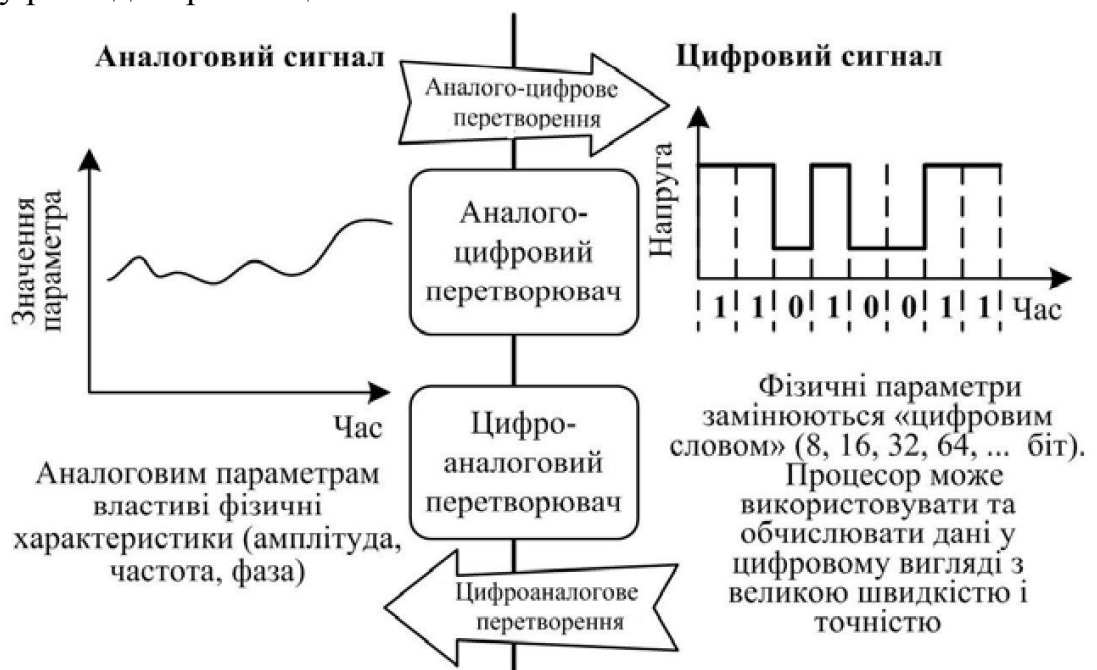 Аналоговий сигнал
Аналого-цифрове
перетворення
Цифровий сигнал
Значення
параметра
Час
Аналоговим параметрам
властиві фізичні
характеристики (амплітуда,
частота, фаза)
Аналого-
цифровий
перетворювач
Цифро-
аналоговий
перетворювач
Цифроаналогове
перетворення
Напруга
1 1 0 1 0 0 1 1 Час
Фізичні параметри
замінюються «цифровим
словом» (8, 16, 32, 64, ... біт).
Процесор може
використовувати та
обчислювати дані у
цифровому вигляді з
великою швидкістю і
точністю